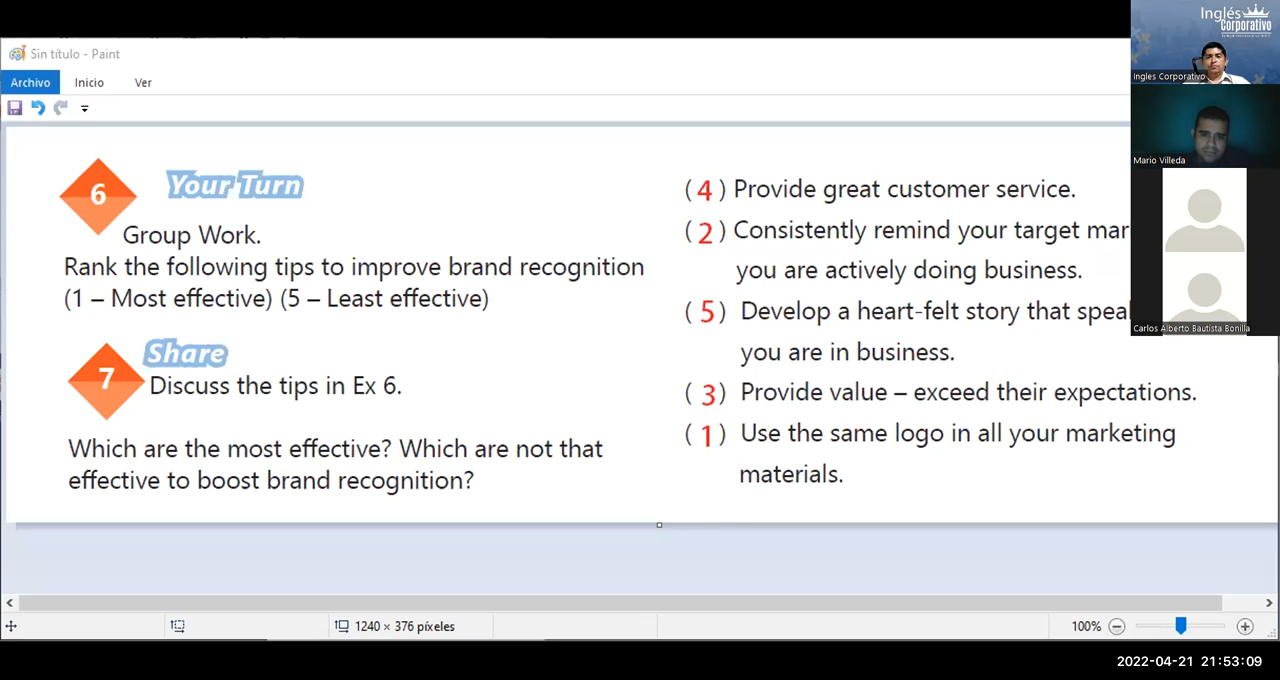 Sin título - Paint
Archivo
Inicio
Ver
6
Your Turn
Group Work.
Rank the following tips to improve brand recognition
(1 – Most effective) (5 – Least effective)
7
Share
Discuss the tips in Ex 6.
Which are the most effective? Which are not that
effective to boost brand recognition?
( 4 ) Provide great customer service.
( 2 ) Consistently remind your target mar
you are actively doing business.
( 5 ) Develop a heart-felt story that speak
you are in business.
( 3 ) Provide value – exceed their expectations.
( 1 ) Use the same logo in all your marketing
materials.
Inglés
Corporativo
Ingles Corporativo
Mario Villeda
Carlos Alberto Bautista Bonilla
1240 × 376 píxeles
100%
2022-04-21 21:53:09